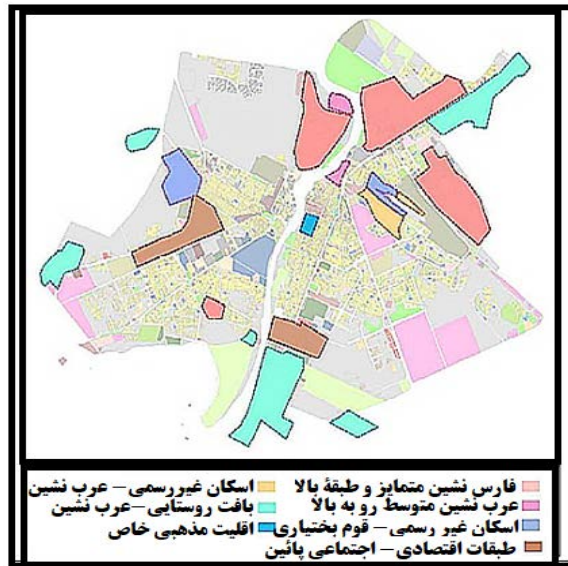 فارس نشین متمایز و طبقهٔ بالا
عرب نشین متوسط رو به بالا
اسکان غیر رسمی – قوم بختیاری
طبقات اقتصادی – اجتماعی پائین
اسکان غیررسمی – عرب نشین
بافت روستایی – عرب نشین
اقلیت مذهبی خاص